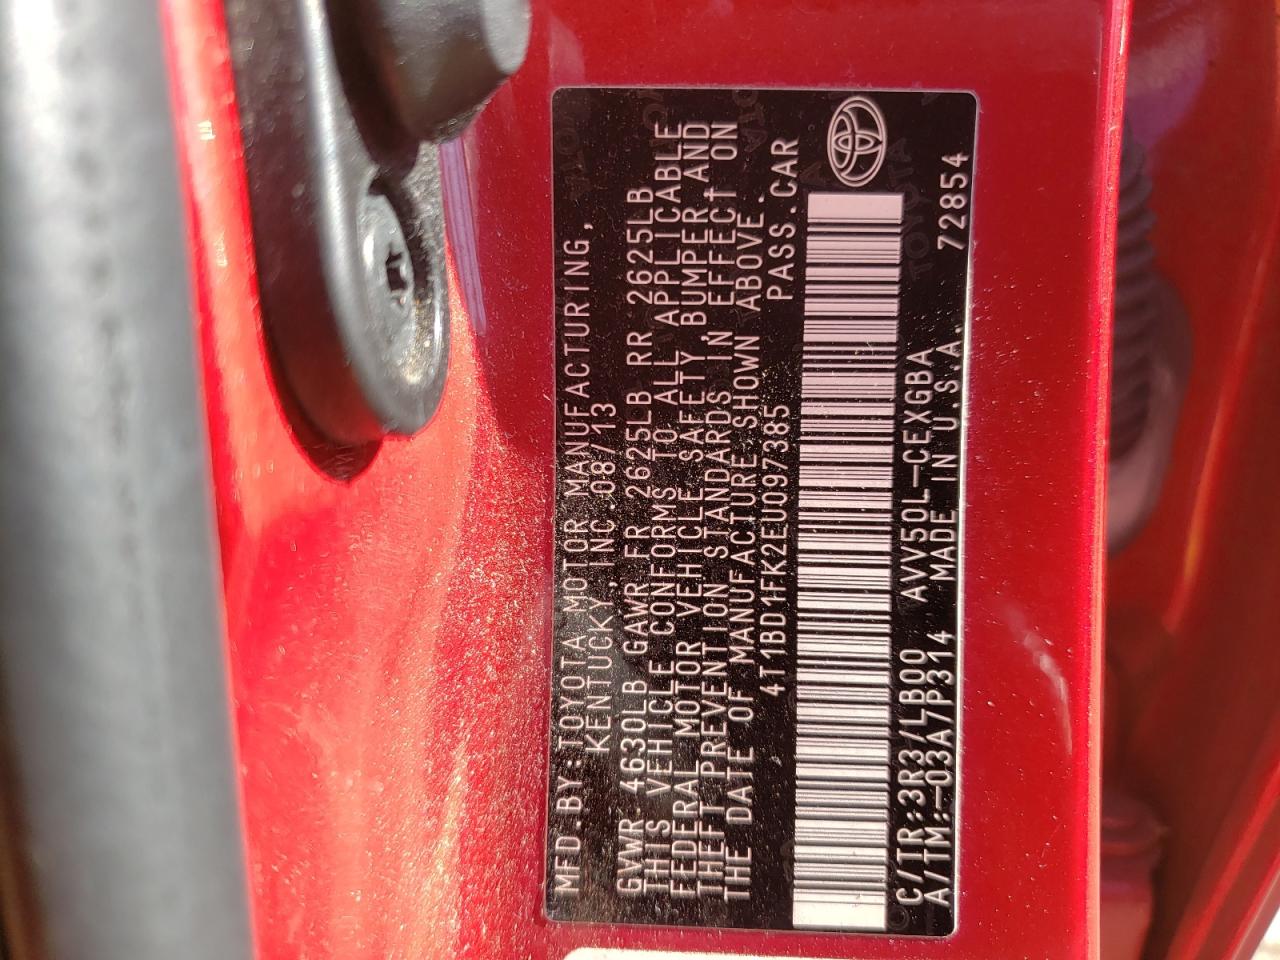 MFD.BY:TOYOTA MOTOR MANUFACTURING,
KENTUCKY, INC. 08/13
GVWR 4630LB GAWR FR 2625LB RR 2625LB
THIS VEHICLE CONFORMS TO ALL APPLICABLE
FEDERAL MOTOR VEHICLE SAFETY, BUMPER AND
THEFT PREVENTION STANDARDS IN EFFECT ON
THE DATE OF MANUFACTURE SHOWN ABOVE.
4T1BD1FK2EU097385 PASS.CAR
C/TR:3R3/LB00 AVV50L-CEXGBA
A/TM:-03A/P314 MADE IN U.S.A. 72854